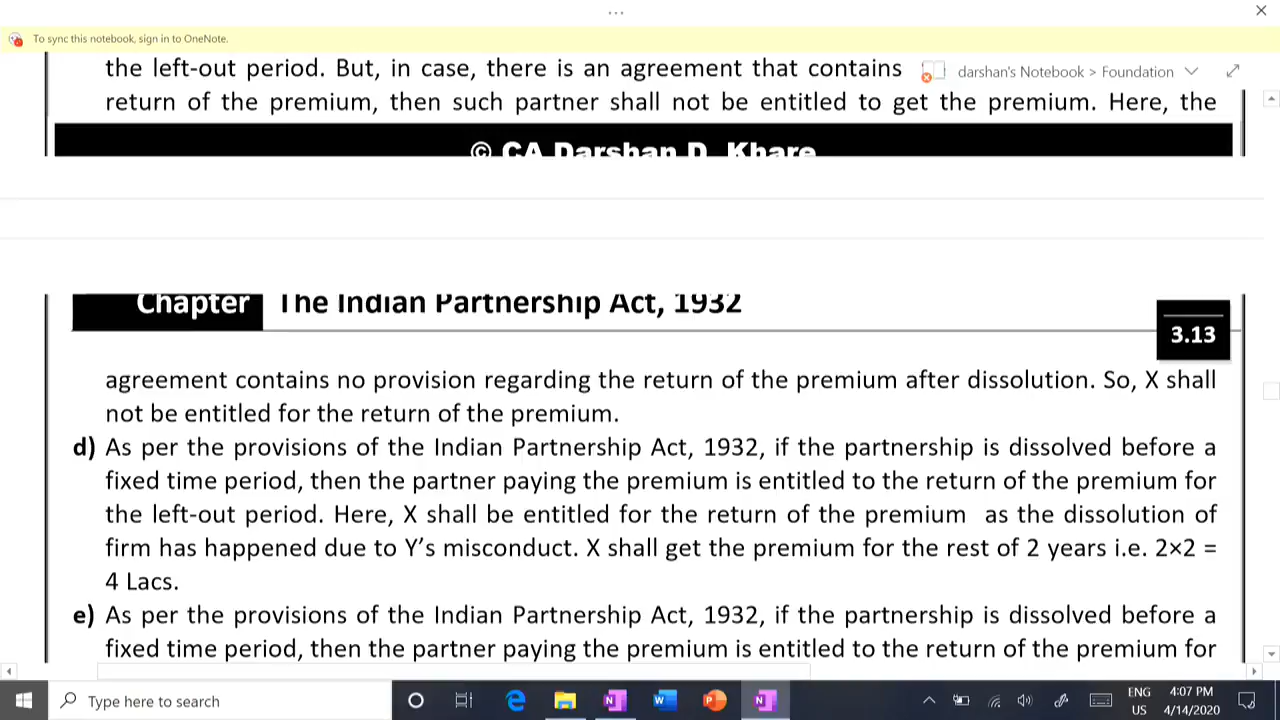 ...
To sync this notebook, sign in to OneNote.
the left-out period. But, in case, there is an agreement that contains
darshan's Notebook > Foundation
return of the premium, then such partner shall not be entitled to get the premium. Here, the
© CA Darshan D. Khare
Chapter The Indian Partnership Act, 1932
3.13
agreement contains no provision regarding the return of the premium after dissolution. So, X shall
not be entitled for the return of the premium.
d) As per the provisions of the Indian Partnership Act, 1932, if the partnership is dissolved before a
fixed time period, then the partner paying the premium is entitled to the return of the premium for
the left-out period. Here, X shall be entitled for the return of the premium as the dissolution of
firm has happened due to Y’s misconduct. X shall get the premium for the rest of 2 years i.e. 2×2 =
4 Lacs.
e) As per the provisions of the Indian Partnership Act, 1932, if the partnership is dissolved before a
fixed time period, then the partner paying the premium is entitled to the return of the premium for
Type here to search
ENG
US
4:07 PM
4/14/2020